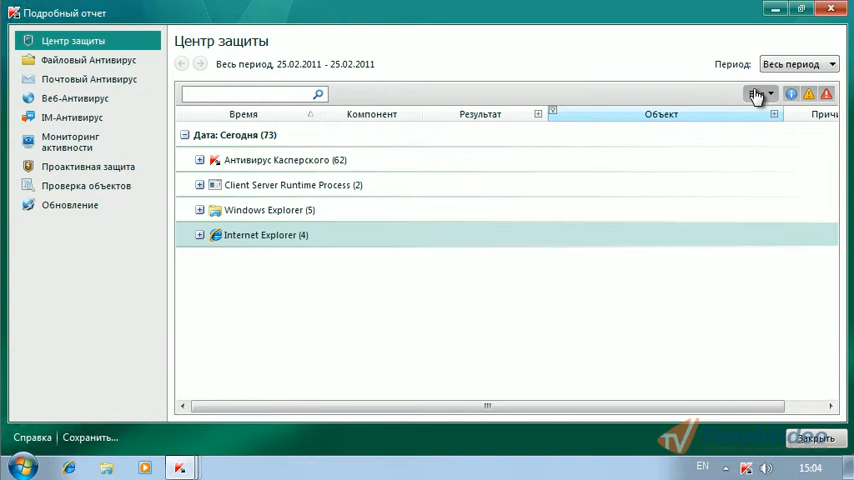 Подробный отчет
Центр защиты
Файловый Антивирус
Почтовый Антивирус
Веб-Антивирус
IM-Антивирус
Мониторинг
активности
Проактивная защита
Проверка объектов
Обновление
Центр защиты
Весь период, 25.02.2011 - 25.02.2011
Период:
Весь период
Время
Компонент
Результат
Объект
Причи
Дата: Сегодня (73)
Антивирус Касперского (62)
Client Server Runtime Process (2)
Windows Explorer (5)
Internet Explorer (4)
Справка
Сохранить...
Закрыть
EN
15:04